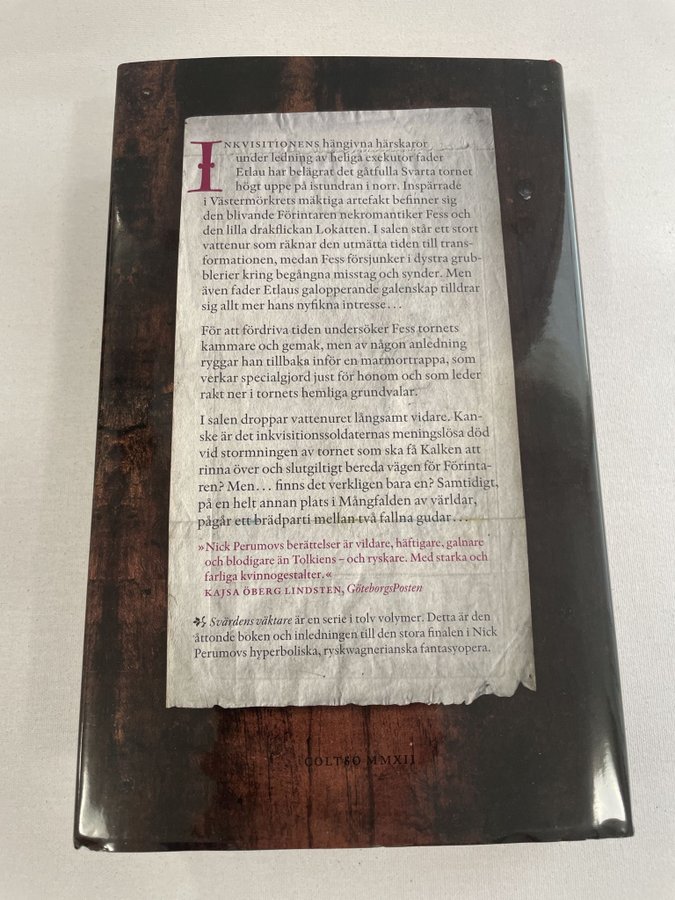 INKVISITIONENS hängivna härskaror
under ledning av heliga exekutor fader
Etlau har belägrat det gåtfulla Svarta tornet
högt uppe på istundran i norr. Inspärrade
i Västermörkrets mäktiga artefakt befinner sig
den blivande Förintaren nekromantiker Fess och
den lilla drakflickan Lokatten. I salen står ett stort
vattenur som räknar den utmätta tiden till trans-
formationen, medan Fess försjunker i dystra grub-
blerier kring begångna misstag och synder. Men
även fader Etlaus galopperande galenskap tilldrar
sig allt mer hans nyfikna intresse...
För att fördriva tiden undersöker Fess tornets
kammare och gemak, men av någon anledning
ryggar han tillbaka inför en marmortrappa, som
verkar specialgjord just för honom och som leder
rakt ner i tornets hemliga grundvalar.
I salen droppar vattenuret långsamt vidare. Kan-
ske är det inkvisitionssoldaternas meningslösa död
vid stormningen av tornet som ska få Kalken att
rinna över och slutgiltigt bereda vägen för Förinta-
ren? Men... finns det verkligen bara en? Samtidigt,
på en helt annan plats i Mångfalden av världar,
pågår ett brädparti mellan två fallna gudar...
»Nick Perumovs berättelser är vildare, häftigare, galnare
och blodigare än Tolkiens – och ryskare. Med starka och
farliga kvinnogestalter.«
KAJSA ÖBERG LINDSTEN, GöteborgsPosten
Svärdens väktare är en serie i tolv volymer. Detta är den
åttonde boken och inledningen till den stora finalen i Nick
Perumovs hyperboliska, ryskwagnerianska fantasyopera.
COLTSO MMXII